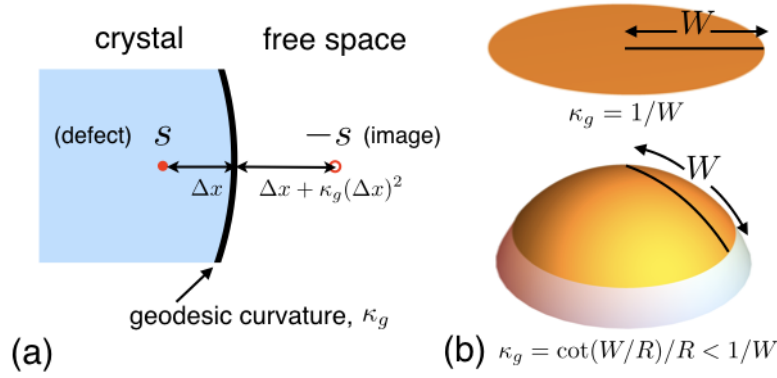 crystal
free space
(defect) s
−s (image)
Δx
Δx + κ_g(Δx)²
geodesic curvature, κ_g
(a)
W
κ_g = 1/W
W
(b)
κ_g = cot(W/R)/R < 1/W